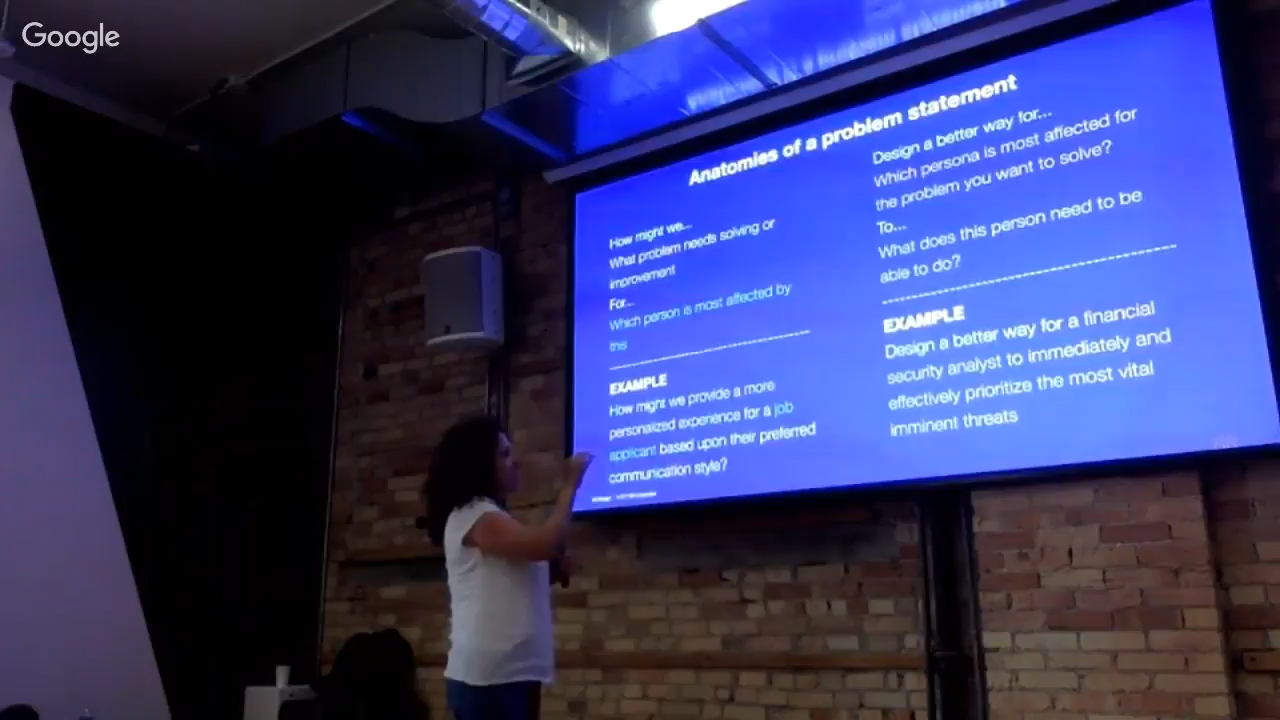 Google
Anatomies of a problem statement
How might we...
What problem needs solving or
improvement
For...
Which person is most affected by
this
EXAMPLE
How might we provide a more
personalized experience for a job
applicant based upon their preferred
communication style?
Design a better way for...
Which persona is most affected for
the problem you want to solve?
To...
What does this person need to be
able to do?
EXAMPLE
Design a better way for a financial
security analyst to immediately and
effectively prioritize the most vital
imminent threats